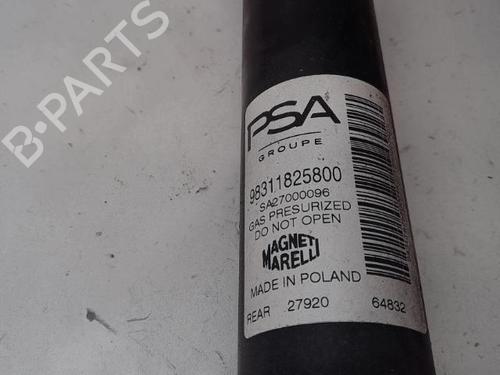 B-PARTS
PSA
GROUPE
98311825800
SA27000096
GAS PRESURIZED
DO NOT OPEN
MAGNETI
MARELLI
MADE IN POLAND
REAR 27920 64832